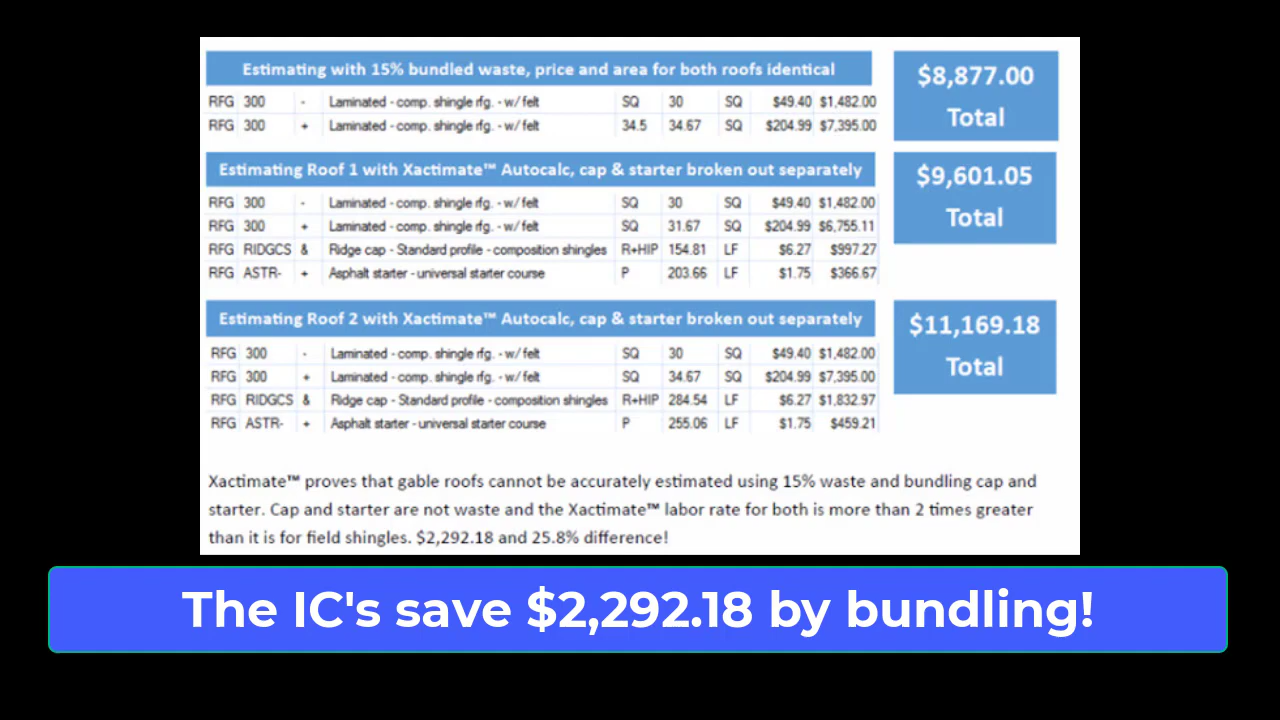 Estimating with 15% bundled waste, price and area for both roofs identical
$8,877.00
Total
RFG 300 - Laminated - comp. shingle rfg. - w/ felt SQ 30 SQ $49.40 $1,482.00
RFG 300 + Laminated - comp. shingle rfg. - w/ felt 34.5 34.67 SQ $204.99 $7,395.00
Estimating Roof 1 with Xactimate™ Autocalc, cap & starter broken out separately
$9,601.05
Total
RFG 300 - Laminated - comp. shingle rfg. - w/ felt SQ 30 SQ $49.40 $1,482.00
RFG 300 + Laminated - comp. shingle rfg. - w/ felt SQ 31.67 SQ $204.99 $6,755.11
RFG RIDGCS & Ridge cap - Standard profile - composition shingles R+HIP 154.81 LF $6.27 $997.27
RFG ASTR- + Asphalt starter - universal starter course P 203.66 LF $1.75 $366.67
Estimating Roof 2 with Xactimate™ Autocalc, cap & starter broken out separately
$11,169.18
Total
RFG 300 - Laminated - comp. shingle rfg. - w/ felt SQ 30 SQ $49.40 $1,482.00
RFG 300 + Laminated - comp. shingle rfg. - w/ felt SQ 34.67 SQ $204.99 $7,395.00
RFG RIDGCS & Ridge cap - Standard profile - composition shingles R+HIP 284.54 LF $6.27 $1,832.97
RFG ASTR- + Asphalt starter - universal starter course P 255.06 LF $1.75 $459.21
Xactimate™ proves that gable roofs cannot be accurately estimated using 15% waste and bundling cap and
starter. Cap and starter are not waste and the Xactimate™ labor rate for both is more than 2 times greater
than it is for field shingles. $2,292.18 and 25.8% difference!
The IC's save $2,292.18 by bundling!